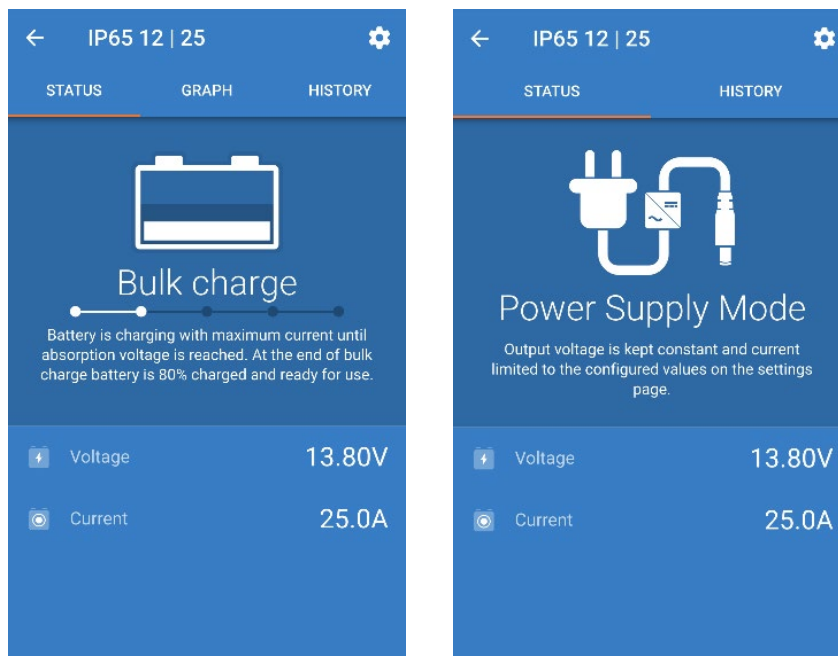 IP65 12 | 25
STATUS GRAPH HISTORY
Bulk charge
Battery is charging with maximum current until
absorption voltage is reached. At the end of bulk
charge battery is 80% charged and ready for use.
Voltage 13.80V
Current 25.0A
IP65 12 | 25
STATUS HISTORY
Power Supply Mode
Output voltage is kept constant and current
limited to the configured values on the settings
page.
Voltage 13.80V
Current 25.0A